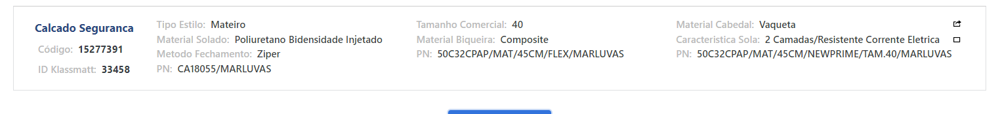 Calcado Seguranca
Código: 15277391
ID Klassmatt: 33458
Tipo Estilo: Mateiro
Material Solado: Poliuretano Bidensidade Injetado
Metodo Fechamento: Ziper
PN: CA18055/MARLUVAS
Tamanho Comercial: 40
Material Biqueira: Composite
PN: 50C32CPAP/MAT/45CM/FLEX/MARLUVAS
Material Cabedal: Vaqueta
Caracteristica Sola: 2 Camadas/Resistente Corrente Eletrica
PN: 50C32CPAP/MAT/45CM/NEWPRIME/TAM.40/MARLUVAS